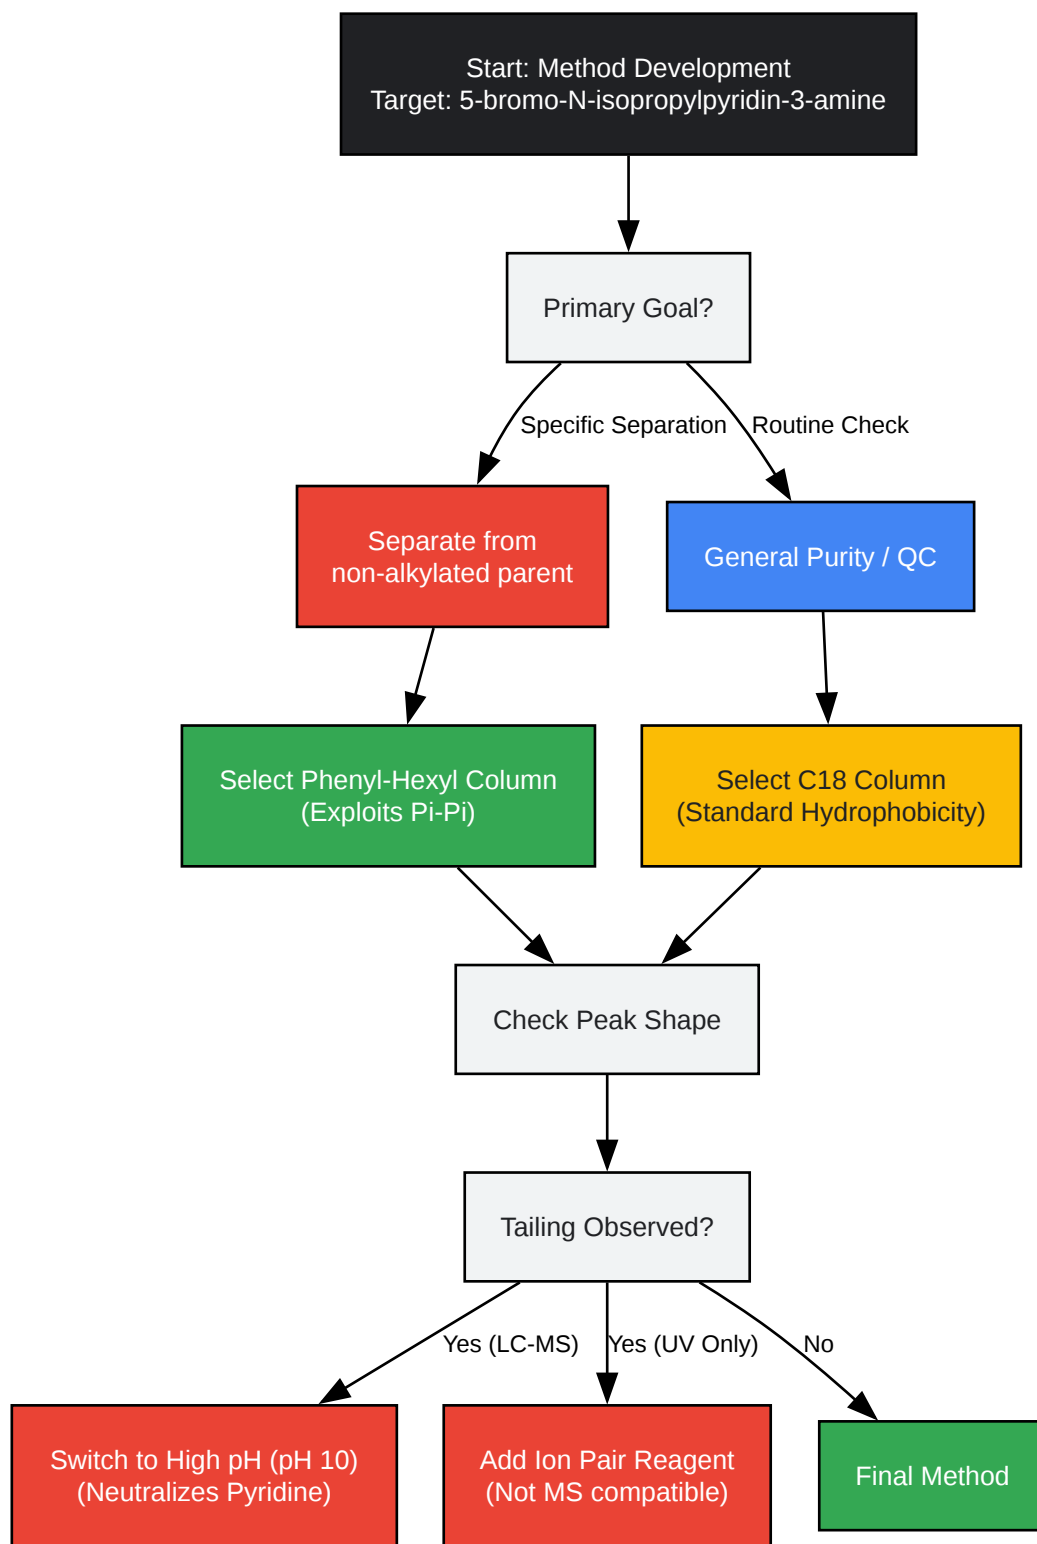 Start: Method Development
Target: 5-bromo-N-isopropylpyridin-3-amine
Primary Goal?
Specific Separation
Routine Check
Separate from
non-alkylated parent
General Purity / QC
Select Phenyl-Hexyl Column
(Exploits Pi-Pi)
Select C18 Column
(Standard Hydrophobicity)
Check Peak Shape
Tailing Observed?
Yes (LC-MS)
Yes (UV Only)
No
Switch to High pH (pH 10)
(Neutralizes Pyridine)
Add Ion Pair Reagent
(Not MS compatible)
Final Method